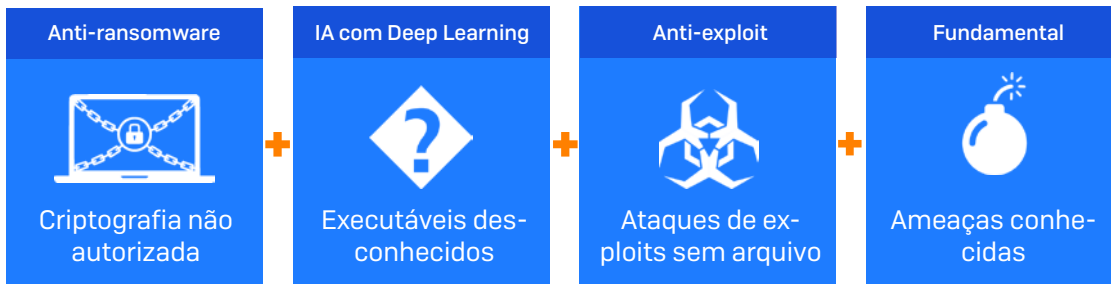 Anti-ransomware
Criptografia não
autorizada
IA com Deep Learning
?
Executáveis des-
conhecidos
Anti-exploit
Ataques de ex-
ploits sem arquivo
Fundamental
Ameaças conhe-
cidas